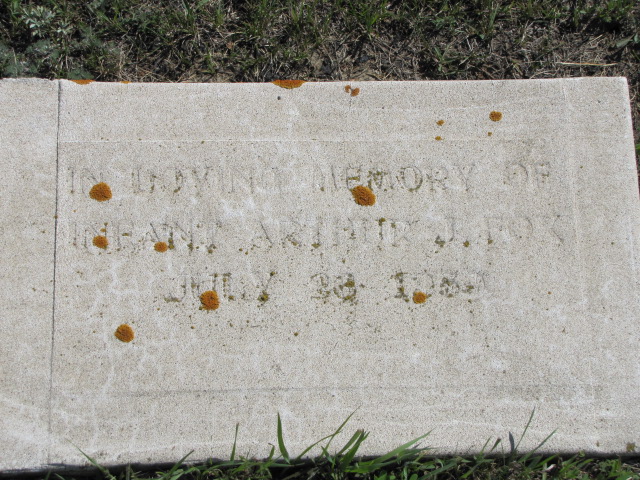 IN LOVING MEMORY OF
INFANT ARTHUR J. FOX
JULY